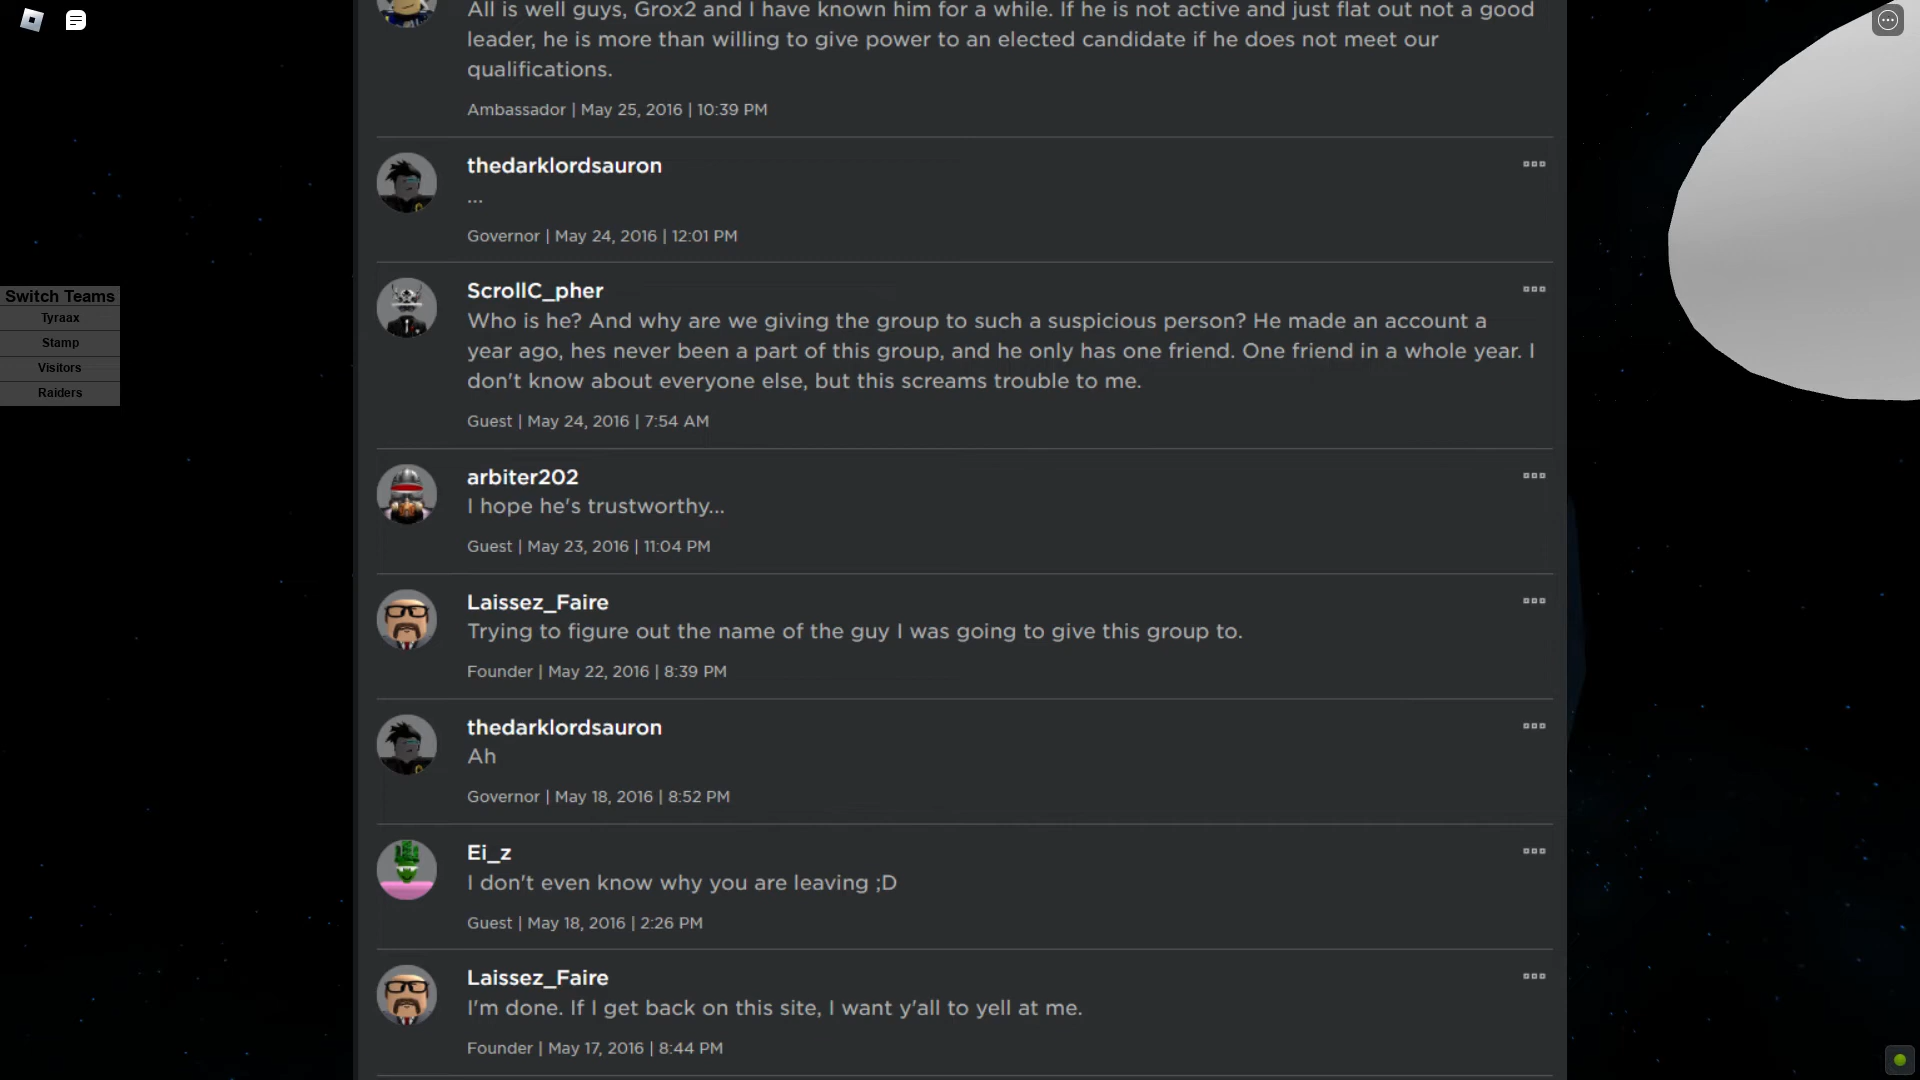 All is well guys, Grox2 and I have known him for a while. If he is not active and just flat out not a good
leader, he is more than willing to give power to an elected candidate if he does not meet our
qualifications.
Ambassador | May 25, 2016 | 10:39 PM
thedarklordsauron
...
Governor | May 24, 2016 | 12:01 PM
Switch Teams
Tyraax
Stamp
Visitors
Raiders
ScrollC_pher
Who is he? And why are we giving the group to such a suspicious person? He made an account a
year ago, hes never been a part of this group, and he only has one friend. One friend in a whole year. I
don't know about everyone else, but this screams trouble to me.
Guest | May 24, 2016 | 7:54 AM
arbiter202
I hope he's trustworthy...
Guest | May 23, 2016 | 11:04 PM
Laissez_Faire
Trying to figure out the name of the guy I was going to give this group to.
Founder | May 22, 2016 | 8:39 PM
thedarklordsauron
Ah
Governor | May 18, 2016 | 8:52 PM
Ei_z
I don't even know why you are leaving ;D
Guest | May 18, 2016 | 2:26 PM
Laissez_Faire
I'm done. If I get back on this site, I want y'all to yell at me.
Founder | May 17, 2016 | 8:44 PM